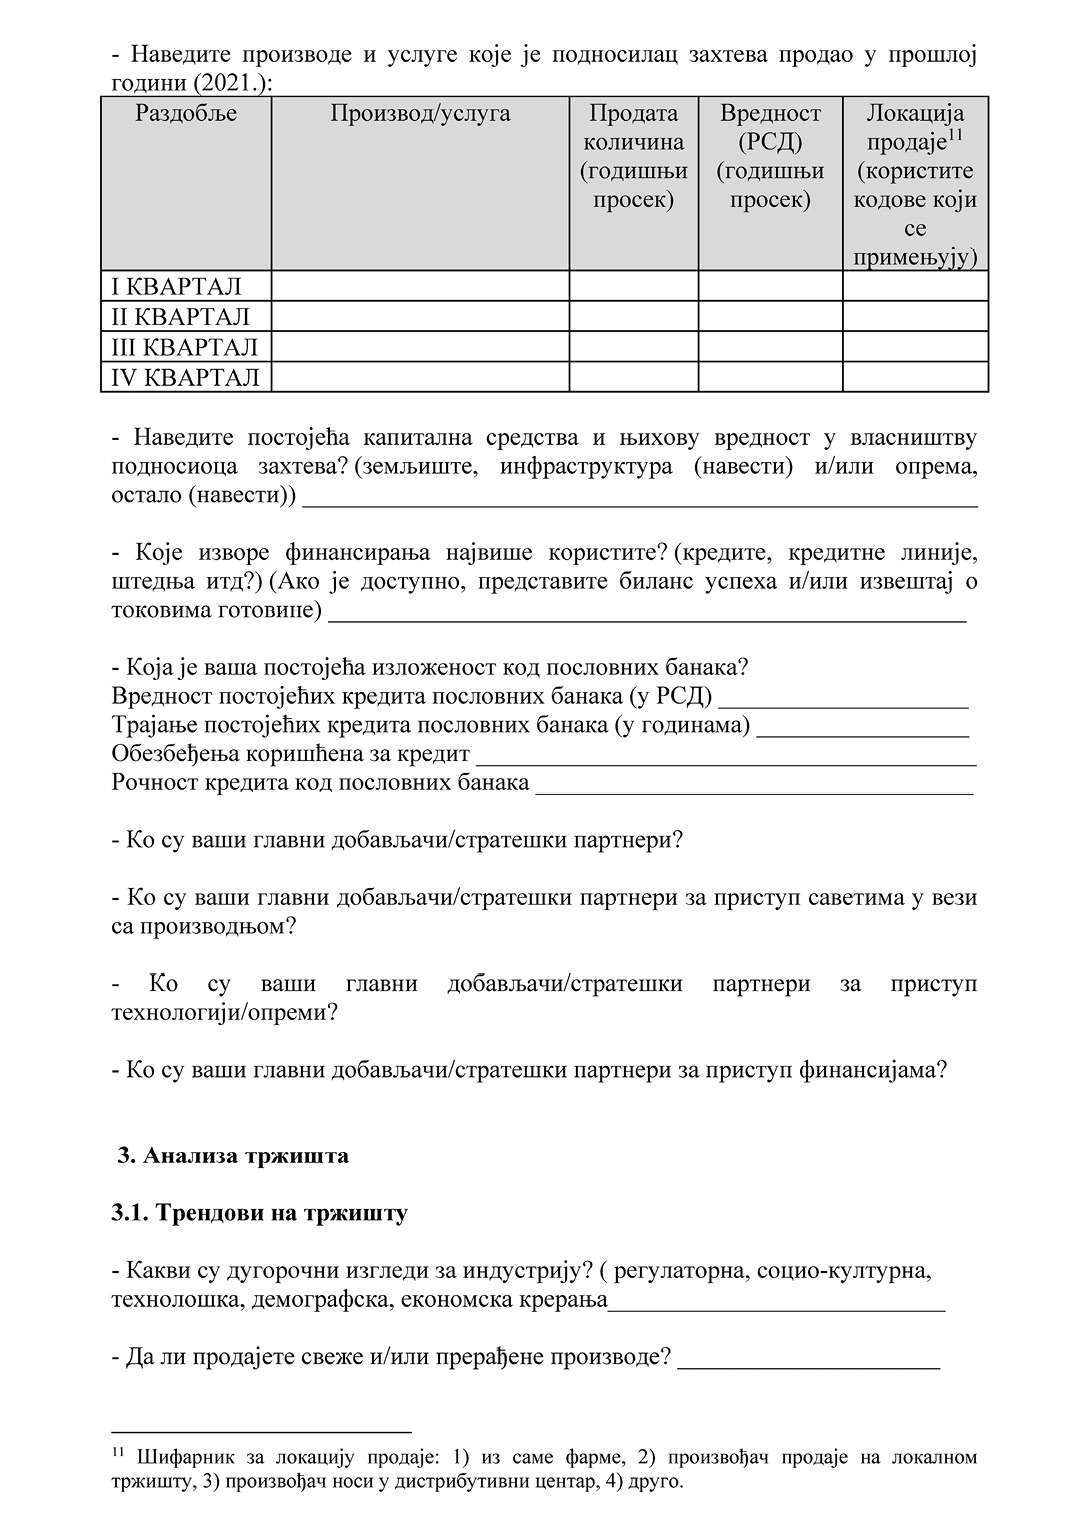 - Наведите производе и услуге које је подносилац захтева продао у прошлој
години (2021.):
Раздобље
Производ/услуга
Продата
количина
(годишњи
просек)
Вредност
(РСД)
(годишњи
просек)
Локација
продаје11
(користите
кодове који
се
примењују)
I КВАРТАЛ
II КВАРТАЛ
III КВАРТАЛ
IV КВАРТАЛ
- Наведите постојећа капитална средства и њихову вредност у власништву
подносиоца захтева? (земљиште, инфраструктура (навести) и/или опрема,
остало (навести))
- Које изворе финансирања највише користите? (кредите, кредитне линије,
штедња итд?) (Ако је доступно, представите биланс успеха и/или извештај о
токовима готовине)
- Која је ваша постојећа изложеност код пословних банака?
Вредност постојећих кредита пословних банака (у РСД)
Трајање постојећих кредита пословних банака (у годинама)
Обезбеђења коришћена за кредит
Рочност кредита код пословних банака
- Ко су ваши главни добављачи/стратешки партнери?
- Ко су ваши главни добављачи/стратешки партнери за приступ саветима у вези
са производњом?
- Ко су ваши главни добављачи/стратешки партнери за приступ
технологији/опреми?
- Ко су ваши главни добављачи/стратешки партнери за приступ финансијама?
3. Анализа тржишта
3.1. Трендови на тржишту
- Какви су дугорочни изгледи за индустрију? ( регулаторна, социо-културна,
технолошка, демографска, економска крерања
- Да ли продајете свеже и/или прерађене производе?
11 Шифарник за локацију продаје: 1) из саме фарме, 2) произвођач продаје на локалном
тржишту, 3) произвођач носи у дистрибутивни центар, 4) друго.